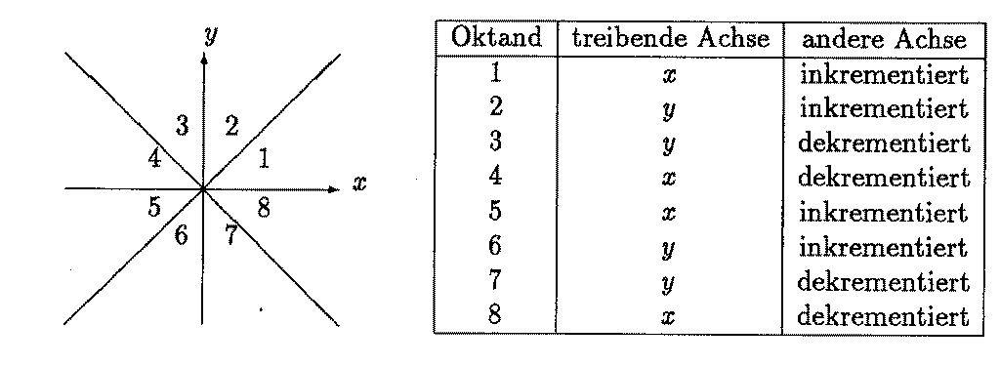 y
3 2
4 1
x
5 8
6 7
Oktand treibende Achse andere Achse
1 x inkrementiert
2 y inkrementiert
3 y dekrementiert
4 x dekrementiert
5 x inkrementiert
6 y inkrementiert
7 y dekrementiert
8 x dekrementiert